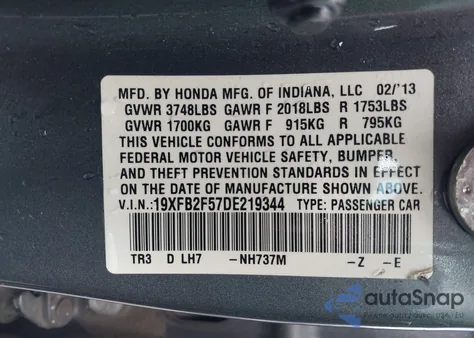 MFD. BY HONDA MFG. OF INDIANA, LLC 02/'13
GVWR 3748LBS GAWR F 2018LBS R 1753LBS
GVWR 1700KG GAWR F 915KG R 795KG
THIS VEHICLE CONFORMS TO ALL APPLICABLE
FEDERAL MOTOR VEHICLE SAFETY, BUMPER,
AND THEFT PREVENTION STANDARDS IN EFFECT
ON THE DATE OF MANUFACTURE SHOWN ABOVE.
V.I.N.:19XFB2F57DE219344 TYPE: PASSENGER CAR
TR3 D LH7 -NH737M -Z -E
autoSnap